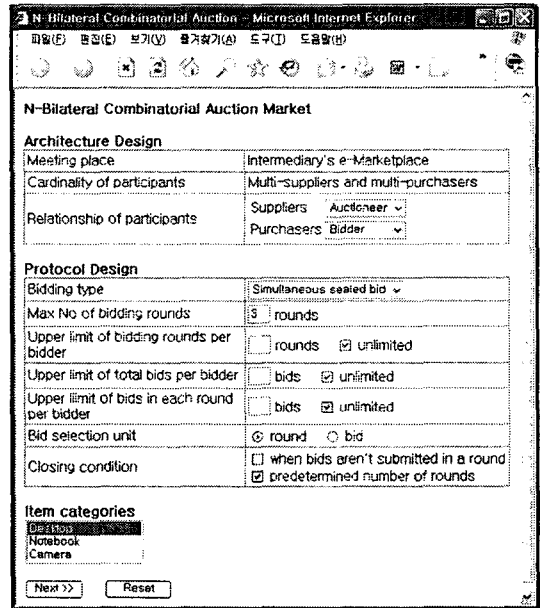 N-Bilateral Combinatorial Auction - Microsoft Internet Explorer
파일(F) 편집(E) 보기(V) 즐겨찾기(A) 도구(T) 도움말(H)
N-Bilateral Combinatorial Auction Market
Architecture Design
Meeting place Intermediary's e-Marketplace
Cardinality of participants Multi-suppliers and multi-purchasers
Relationship of participants Suppliers Auctioneer
Purchasers Bidder
Protocol Design
Bidding type Simultaneous sealed bid
Max No of bidding rounds 3 rounds
Upper limit of bidding rounds per bidder rounds unlimited
Upper limit of total bids per bidder bids unlimited
Upper limit of bids in each round per bidder bids unlimited
Bid selection unit round bid
Closing condition when bids aren't submitted in a round
predetermined number of rounds
Item categories
Desktop
Notebook
Camera
Next >> Reset